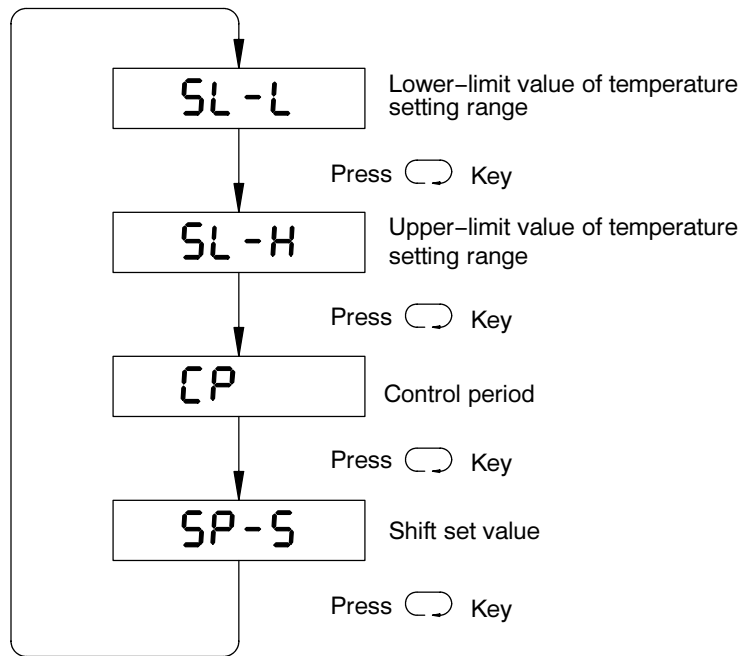 SL-L
Lower–limit value of temperature
setting range
Press Key
SL-H
Upper–limit value of temperature
setting range
Press Key
CP
Control period
Press Key
SP-S
Shift set value
Press Key